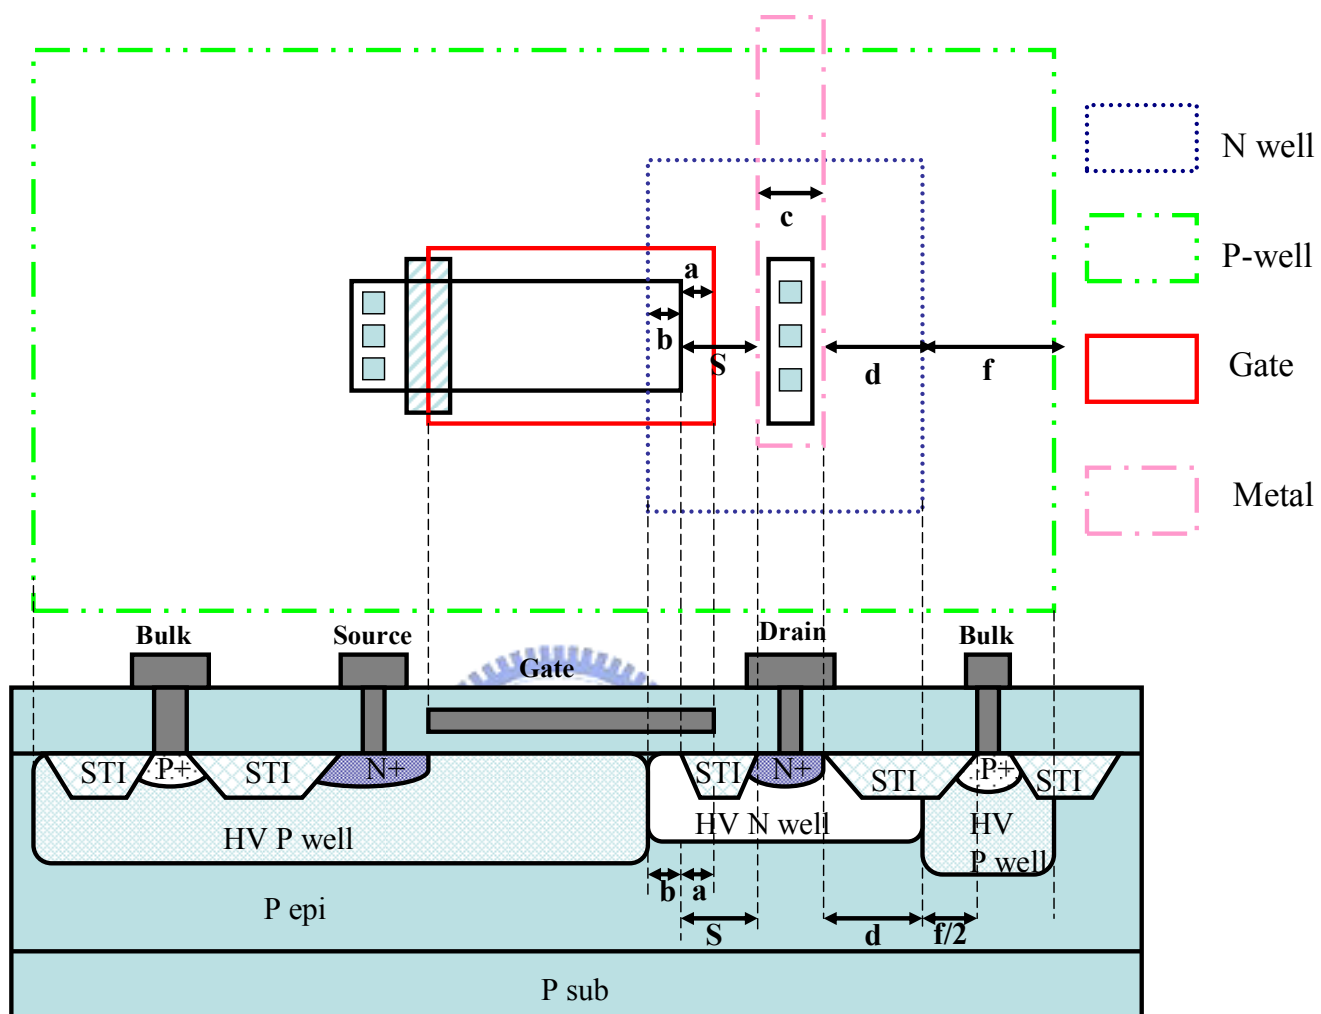 N well
c
P-well
a
b
S
d
f
Gate
Metal
Bulk
Source
Gate
Drain
Bulk
STI
P+
STI
N+
STI
N+
STI
P+
STI
HV P well
HV N well
HV
P well
b
a
P epi
S
d
f/2
P sub